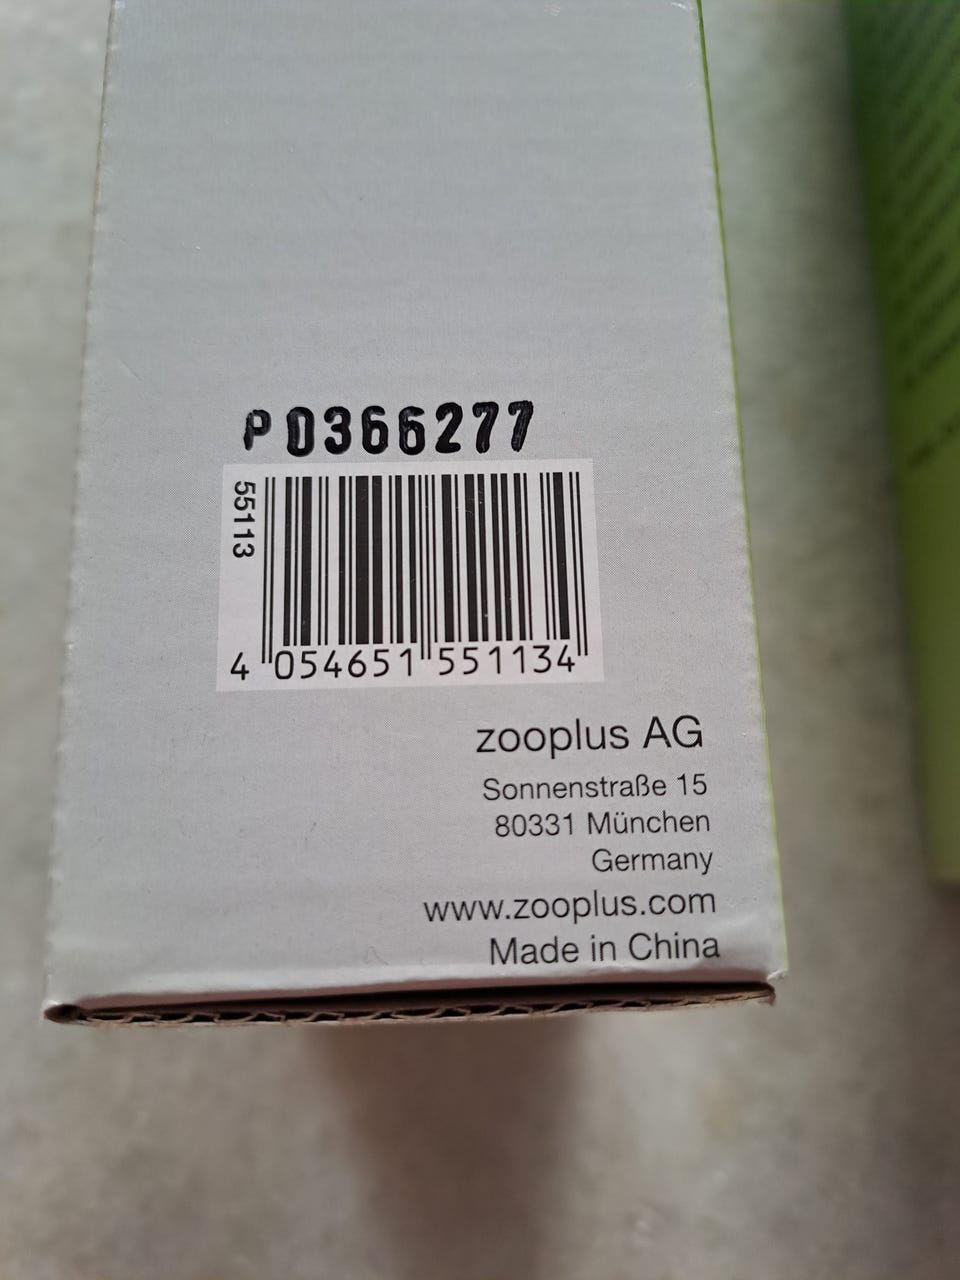 P0366277
55113
4 054651 551134
zooplus AG
Sonnenstraße 15
80331 München
Germany
www.zooplus.com
Made in China